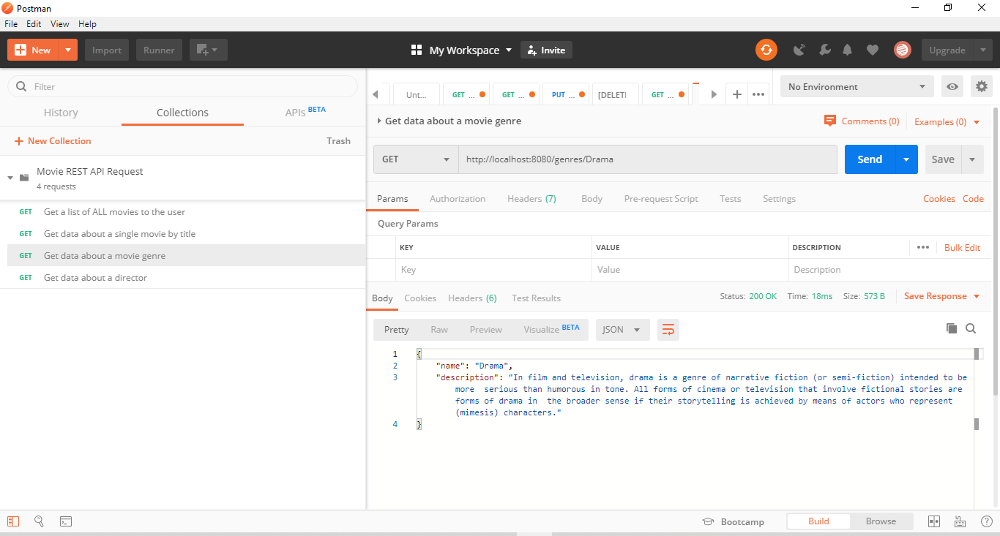 Postman
File Edit View Help
New Import Runner My Workspace Invite Upgrade
Filter
History Collections APIs BETA
New Collection Trash
Movie REST API Request
4 requests
GET Get a list of ALL movies to the user
GET Get data about a single movie by title
GET Get data about a movie genre
GET Get data about a director
Unt... GET ... GET ... PUT ... [DELETI GET ... No Environment
Get data about a movie genre Comments (0) Examples (0)
GET http://localhost:8080/genres/Drama Send Save
Params Authorization Headers (7) Body Pre-request Script Tests Settings Cookies Code
Query Params
KEY VALUE DESCRIPTION ••• Bulk Edit
Key Value Description
Body Cookies Headers (6) Test Results Status: 200 OK Time: 18ms Size: 573 B Save Response
Pretty Raw Preview Visualize BETA JSON
1 {
2 "name": "Drama",
3 "description": "In film and television, drama is a genre of narrative fiction (or semi-fiction) intended to be
more  serious than humorous in tone. All forms of cinema or television that involve fictional stories are
forms of drama in  the broader sense if their storytelling is achieved by means of actors who represent
(mimesis) characters."
4 }
Bootcamp Build Browse